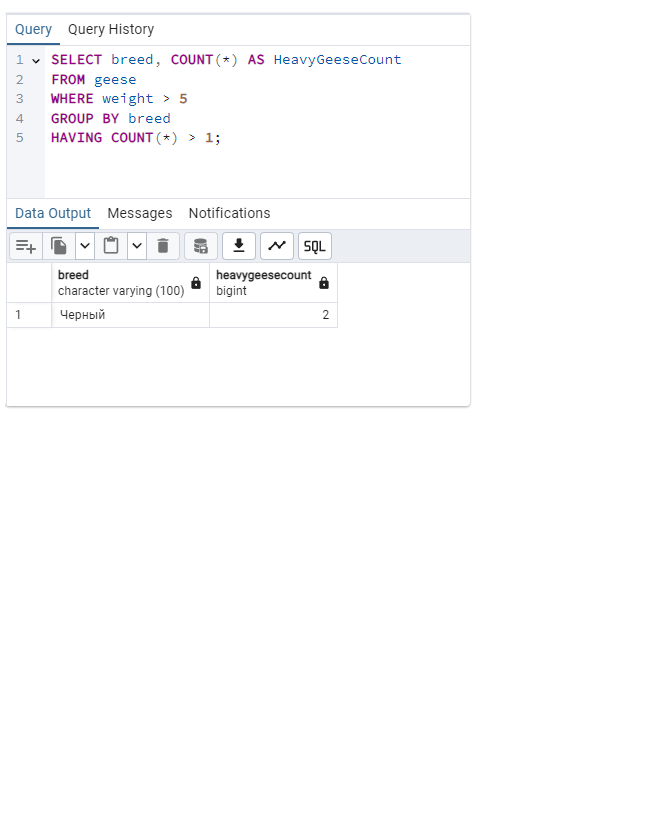 Query Query History
1 SELECT breed, COUNT(*) AS HeavyGeeseCount
2 FROM geese
3 WHERE weight > 5
4 GROUP BY breed
5 HAVING COUNT(*) > 1;
Data Output Messages Notifications
SQL
breed heavygeesecount
character varying (100) bigint
1 Черный 2